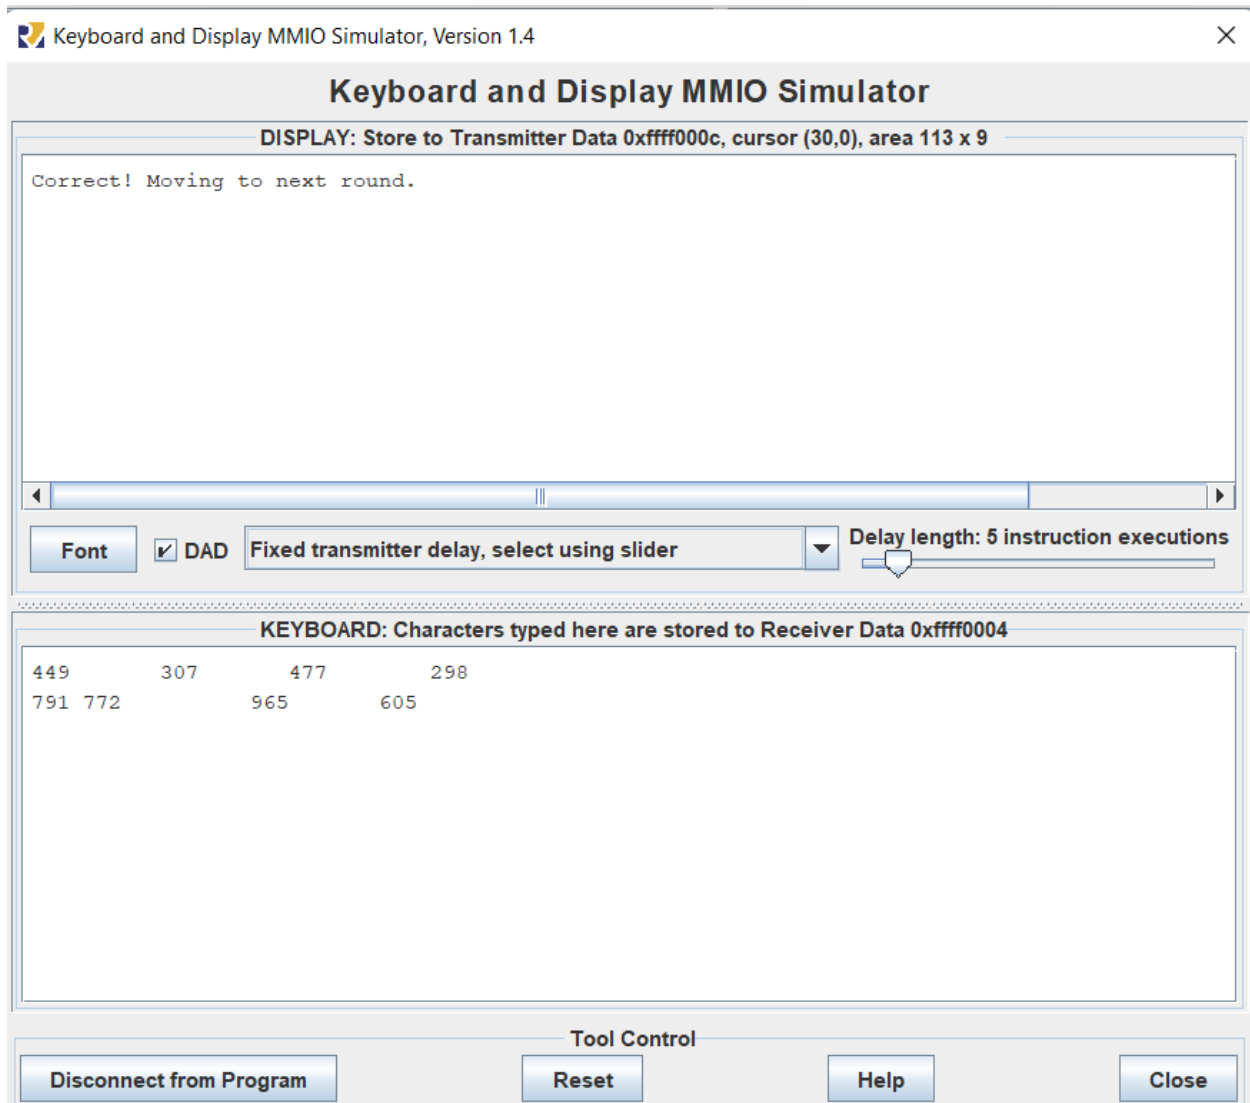 Keyboard and Display MMIO Simulator, Version 1.4
Keyboard and Display MMIO Simulator
DISPLAY: Store to Transmitter Data 0xffff000c, cursor (30,0), area 113 x 9
Correct! Moving to next round.
Font DAD Fixed transmitter delay, select using slider Delay length: 5 instruction executions
KEYBOARD: Characters typed here are stored to Receiver Data 0xffff0004
449 307 477 298
791 772 965 605
Tool Control
Disconnect from Program Reset Help Close